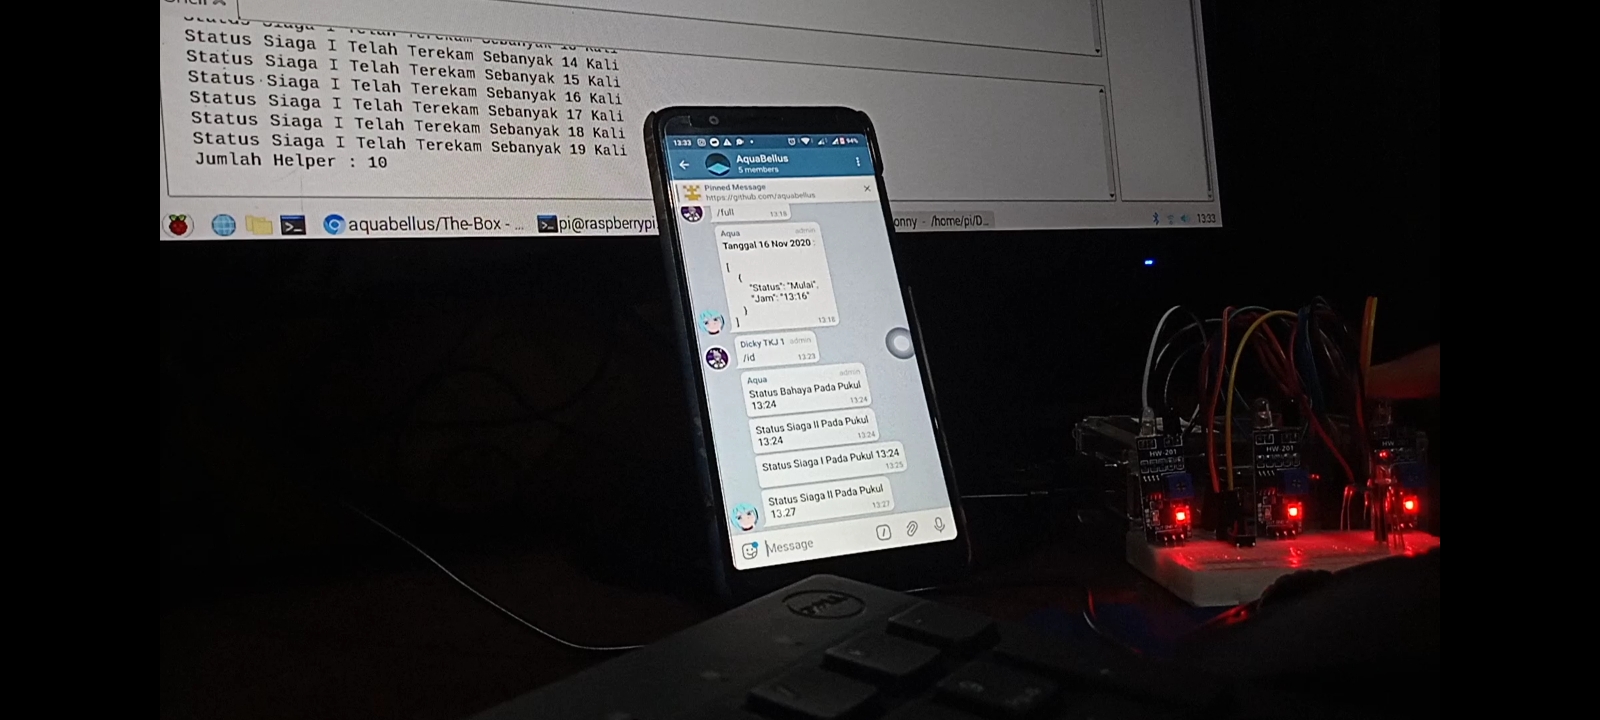 Status Siaga I Telah Terekam Sebanyak 14 Kali
Status Siaga I Telah Terekam Sebanyak 15 Kali
Status Siaga I Telah Terekam Sebanyak 16 Kali
Status Siaga I Telah Terekam Sebanyak 17 Kali
Status Siaga I Telah Terekam Sebanyak 18 Kali
Status Siaga I Telah Terekam Sebanyak 19 Kali
Jumlah Helper : 10
aquabellus/The-Box - ...
pi@raspberrypi
onny - /home/pi/D...
13:33
13:33
94%
AquaBellus
5 members
Pinned Message
https://github.com/aquabellus
/full
13:16
Aqua admin
Tanggal 16 Nov 2020 :
[
{
"Status": "Mulai",
"Jam": "13:16"
}
]
13:16
Dicky TKJ 1 admin
/id
13:23
Aqua admin
Status Bahaya Pada Pukul
13:24
13:24
Status Siaga II Pada Pukul
13:24
13:24
Status Siaga I Pada Pukul 13:24
13:25
Status Siaga II Pada Pukul
13.27
13:27
Message
DELL
HW-201
HW-201
HW